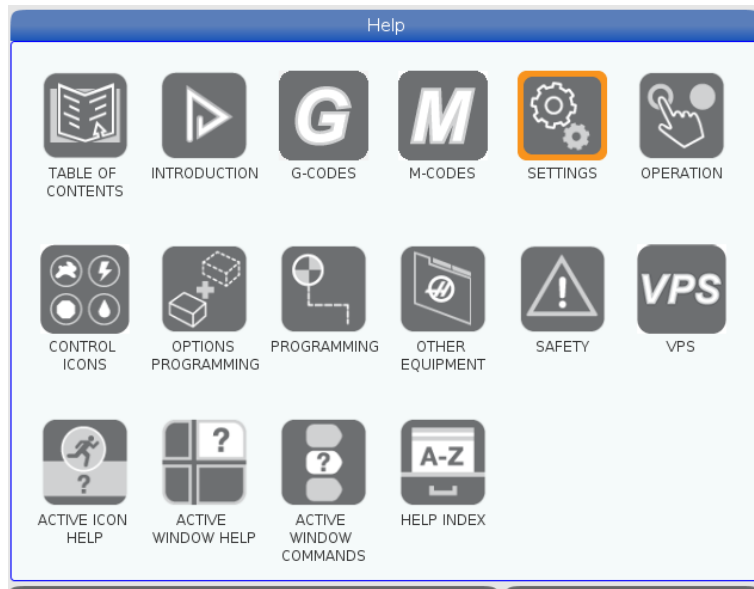 Help
G
M
TABLE OF
CONTENTS
INTRODUCTION
G-CODES
M-CODES
SETTINGS
OPERATION
VPS
CONTROL
ICONS
OPTIONS
PROGRAMMING
PROGRAMMING
OTHER
EQUIPMENT
SAFETY
VPS
?
?
?
A-Z
ACTIVE ICON
HELP
ACTIVE
WINDOW HELP
ACTIVE
WINDOW
COMMANDS
HELP INDEX